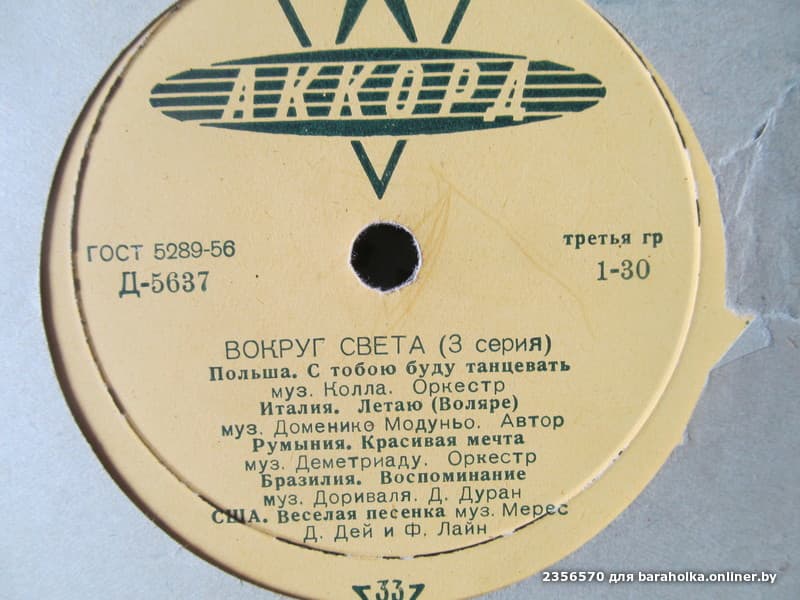 АККОРД
ГОСТ 5289-56
Д-5637
третья гр
1-30
ВОКРУГ СВЕТА (3 серия)
Польша. С тобою буду танцевать
муз. Колла. Оркестр
Италия. Летаю (Воляре)
муз. Доменико Модуньо. Автор
Румыния. Красивая мечта
муз. Деметриаду. Оркестр
Бразилия. Воспоминание
муз. Дориваля. Д. Дуран
США. Веселая песенка муз. Мерес
Д. Дей и Ф. Лайн
33
2356570 для baraholka.onliner.by